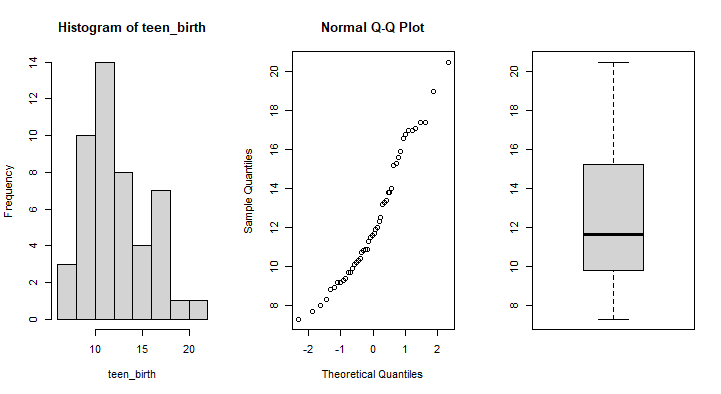 Histogram of teen_birth
Frequency
0 2 4 6 8 10 12 14
10 15 20
teen_birth
Normal Q-Q Plot
Sample Quantiles
8 10 12 14 16 18 20
-2 -1 0 1 2
Theoretical Quantiles
8 10 12 14 16 18 20